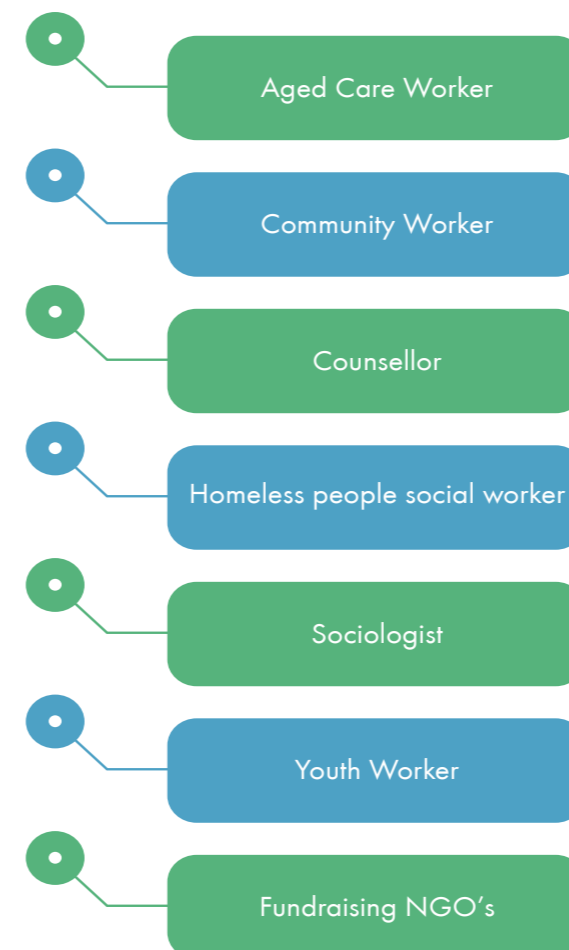 Aged Care Worker
Community Worker
Counsellor
Homeless people social worker
Sociologist
Youth Worker
Fundraising NGO’s